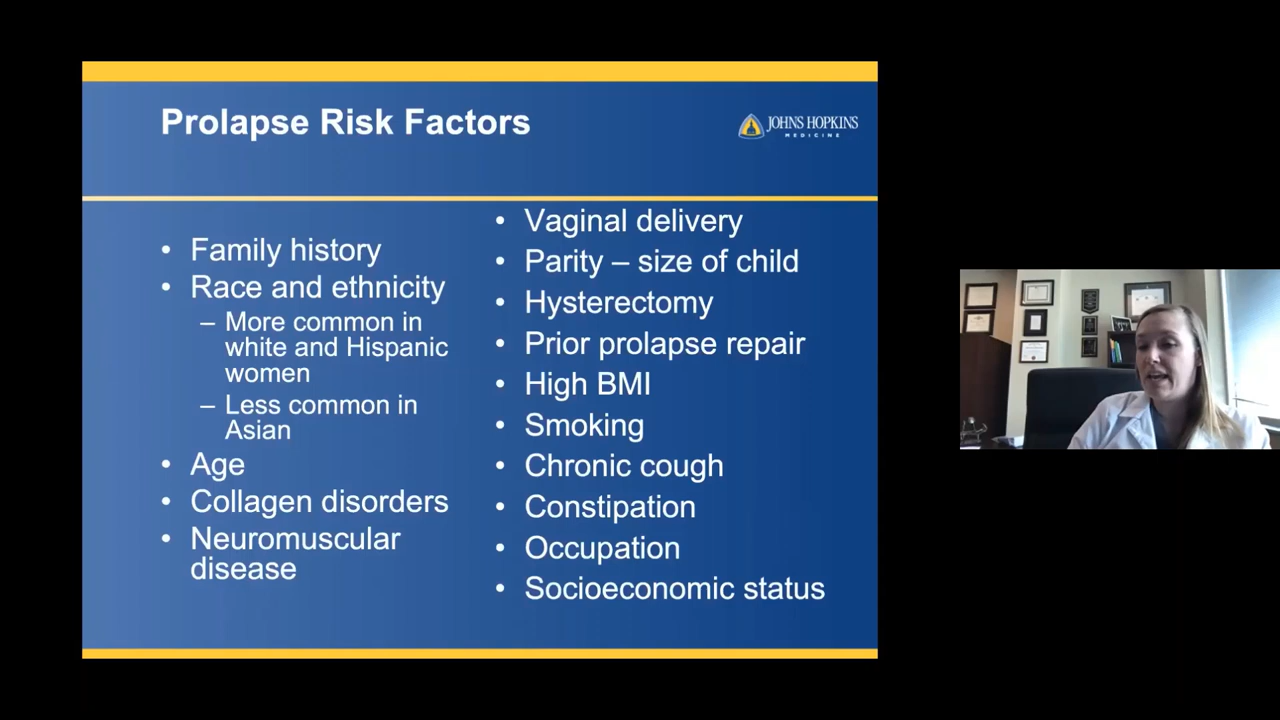 Prolapse Risk Factors
JOHNS HOPKINS
MEDICINE
• Family history
• Race and ethnicity
– More common in
white and Hispanic
women
– Less common in
Asian
• Age
• Collagen disorders
• Neuromuscular
disease
• Vaginal delivery
• Parity – size of child
• Hysterectomy
• Prior prolapse repair
• High BMI
• Smoking
• Chronic cough
• Constipation
• Occupation
• Socioeconomic status